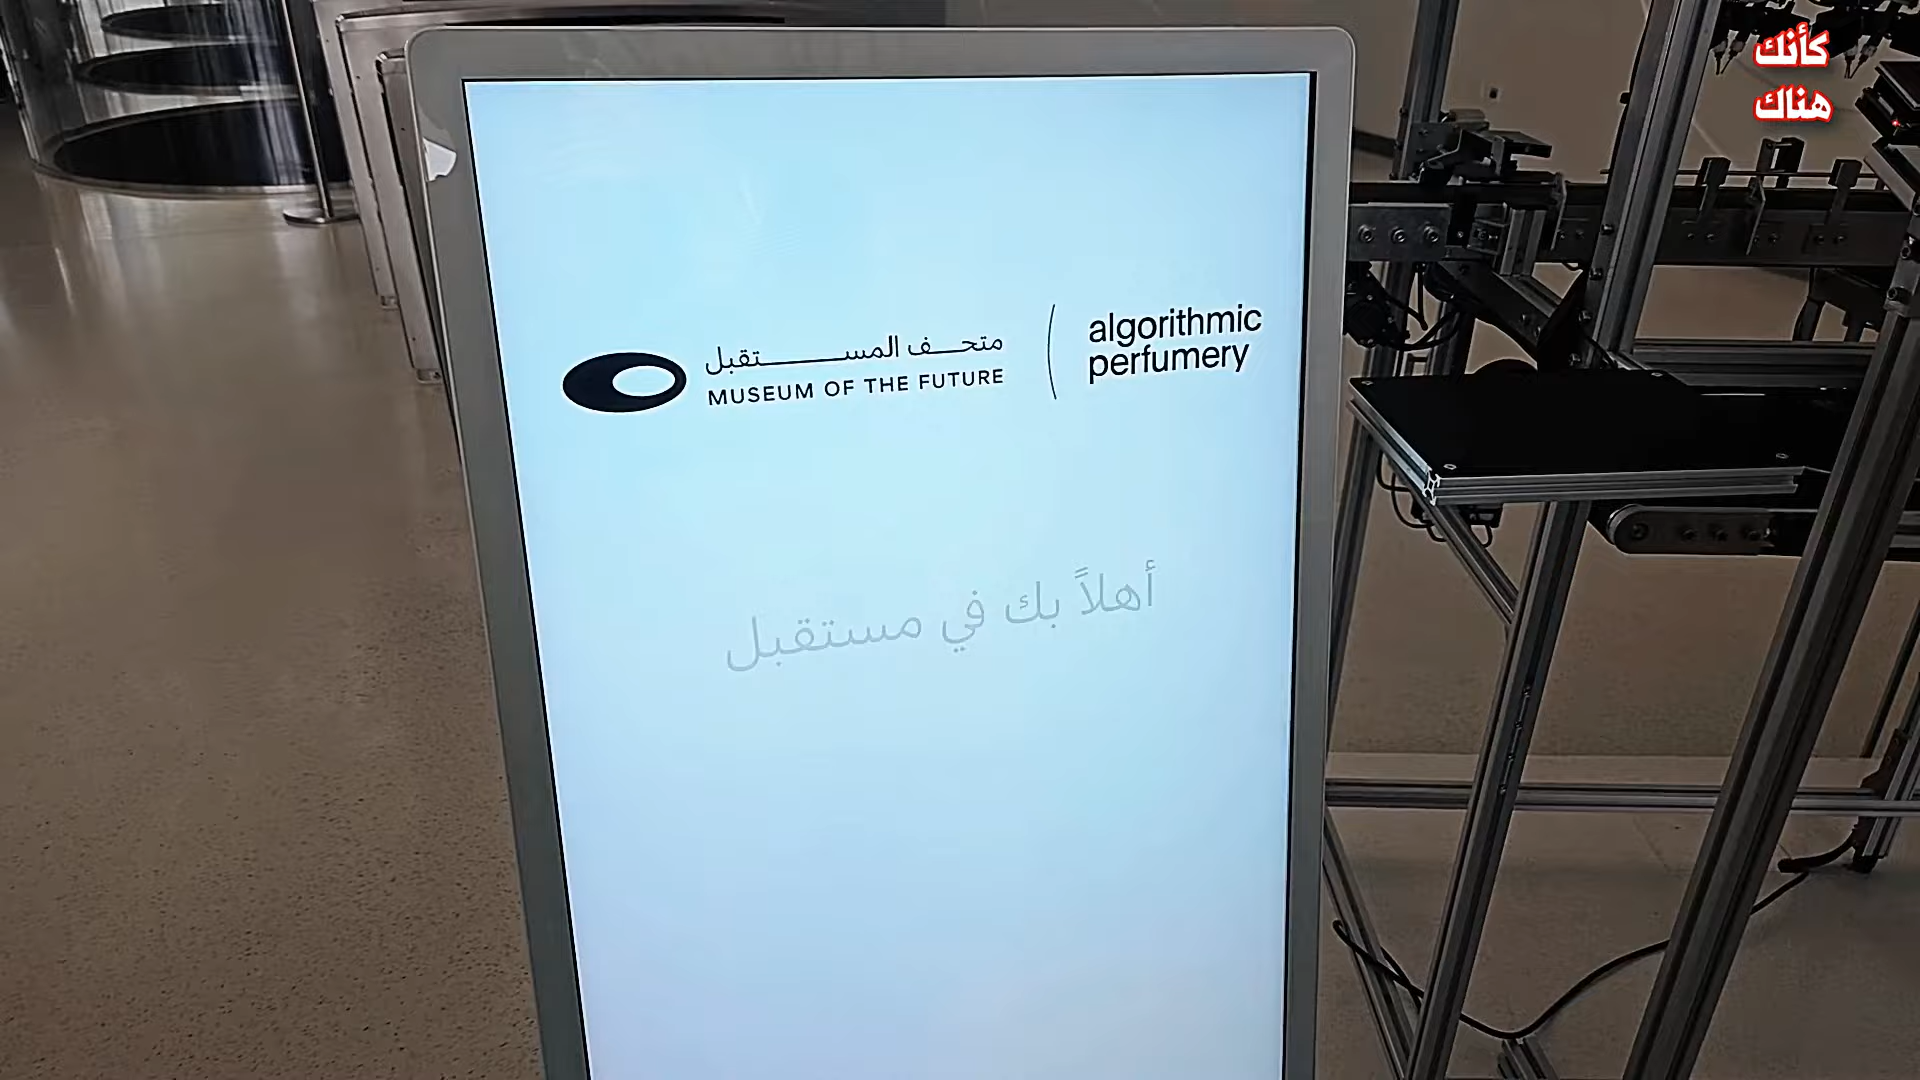 كأنك
هناك
متحف المستقبل
MUSEUM OF THE FUTURE
algorithmic
perfumery
أهلاً بك في مستقبل